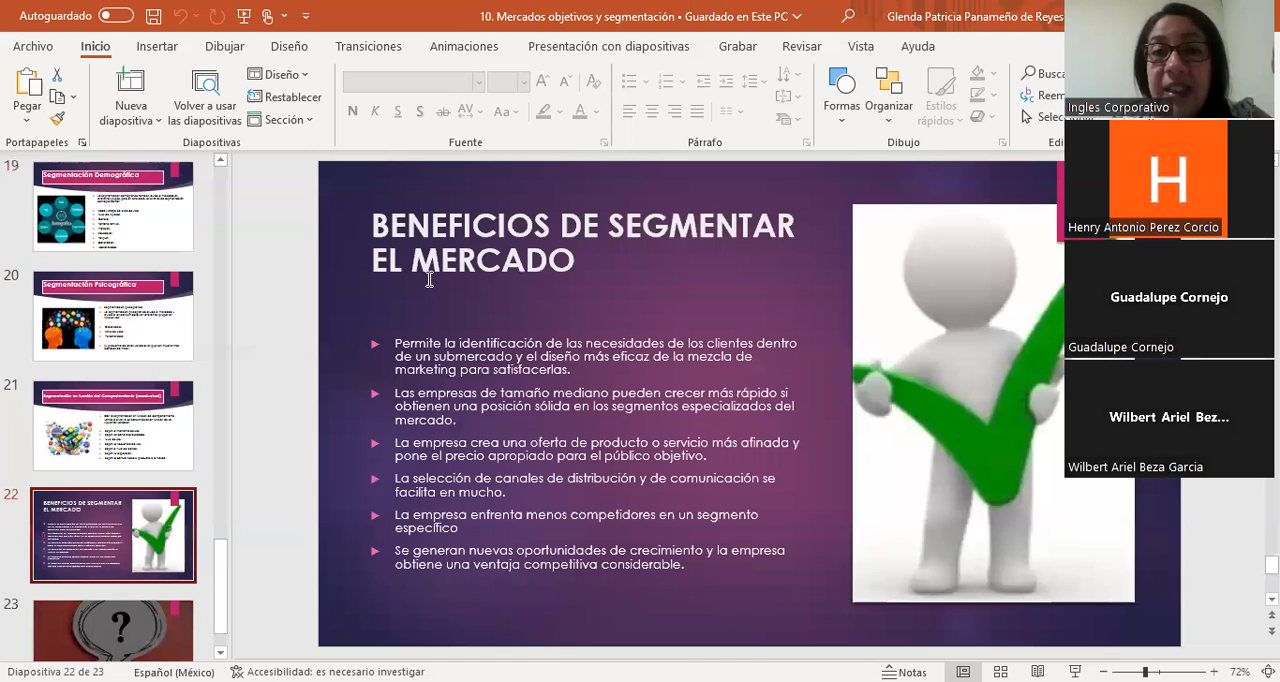 Autoguardado
10. Mercados objetivos y segmentación • Guardado en Este PC
Glenda Patricia Panameño de Reyes
Archivo
Inicio
Insertar
Dibujar
Diseño
Transiciones
Animaciones
Presentación con diapositivas
Grabar
Revisar
Vista
Ayuda
Pegar
Nueva
diapositiva
Volver a usar
las diapositivas
Diseño
Restablecer
Sección
N K S S ab AV Aa A
Formas
Organizar
Estilos
rápidos
Portapapeles
Diapositivas
Fuente
Párrafo
Dibujo
19
Segmentación Demográfica
20
Segmentación Psicográfica
21
22
BENEFICIOS DE SEGMENTAR
EL MERCADO
23
?
BENEFICIOS DE SEGMENTAR
EL MERCADO
Permite la identificación de las necesidades de los clientes dentro
de un submercado y el diseño más eficaz de la mezcla de
marketing para satisfacerlas.
Las empresas de tamaño mediano pueden crecer más rápido si
obtienen una posición sólida en los segmentos especializados del
mercado.
La empresa crea una oferta de producto o servicio más afinada y
pone el precio apropiado para el público objetivo.
La selección de canales de distribución y de comunicación se
facilita en mucho.
La empresa enfrenta menos competidores en un segmento
específico
Se generan nuevas oportunidades de crecimiento y la empresa
obtiene una ventaja competitiva considerable.
Ingles Corporativo
H
Henry Antonio Perez Corcio
Guadalupe Cornejo
Guadalupe Cornejo
Wilbert Ariel Bez...
Wilbert Ariel Beza Garcia
Diapositiva 22 de 23
Español (México)
Accesibilidad: es necesario investigar
Notas
72%